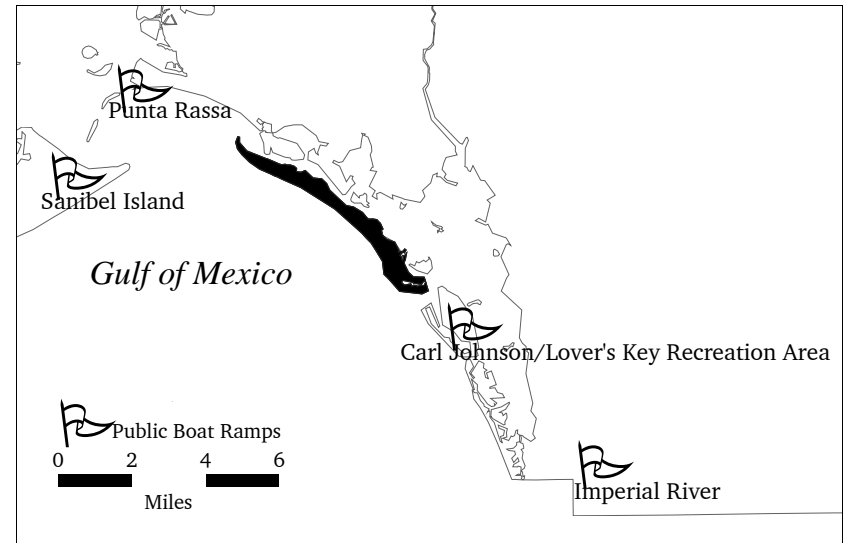 Punta Rassa
Sanibel Island
Gulf of Mexico
Carl Johnson/Lover's Key Recreation Area
Public Boat Ramps
0 2 4 6
Miles
Imperial River